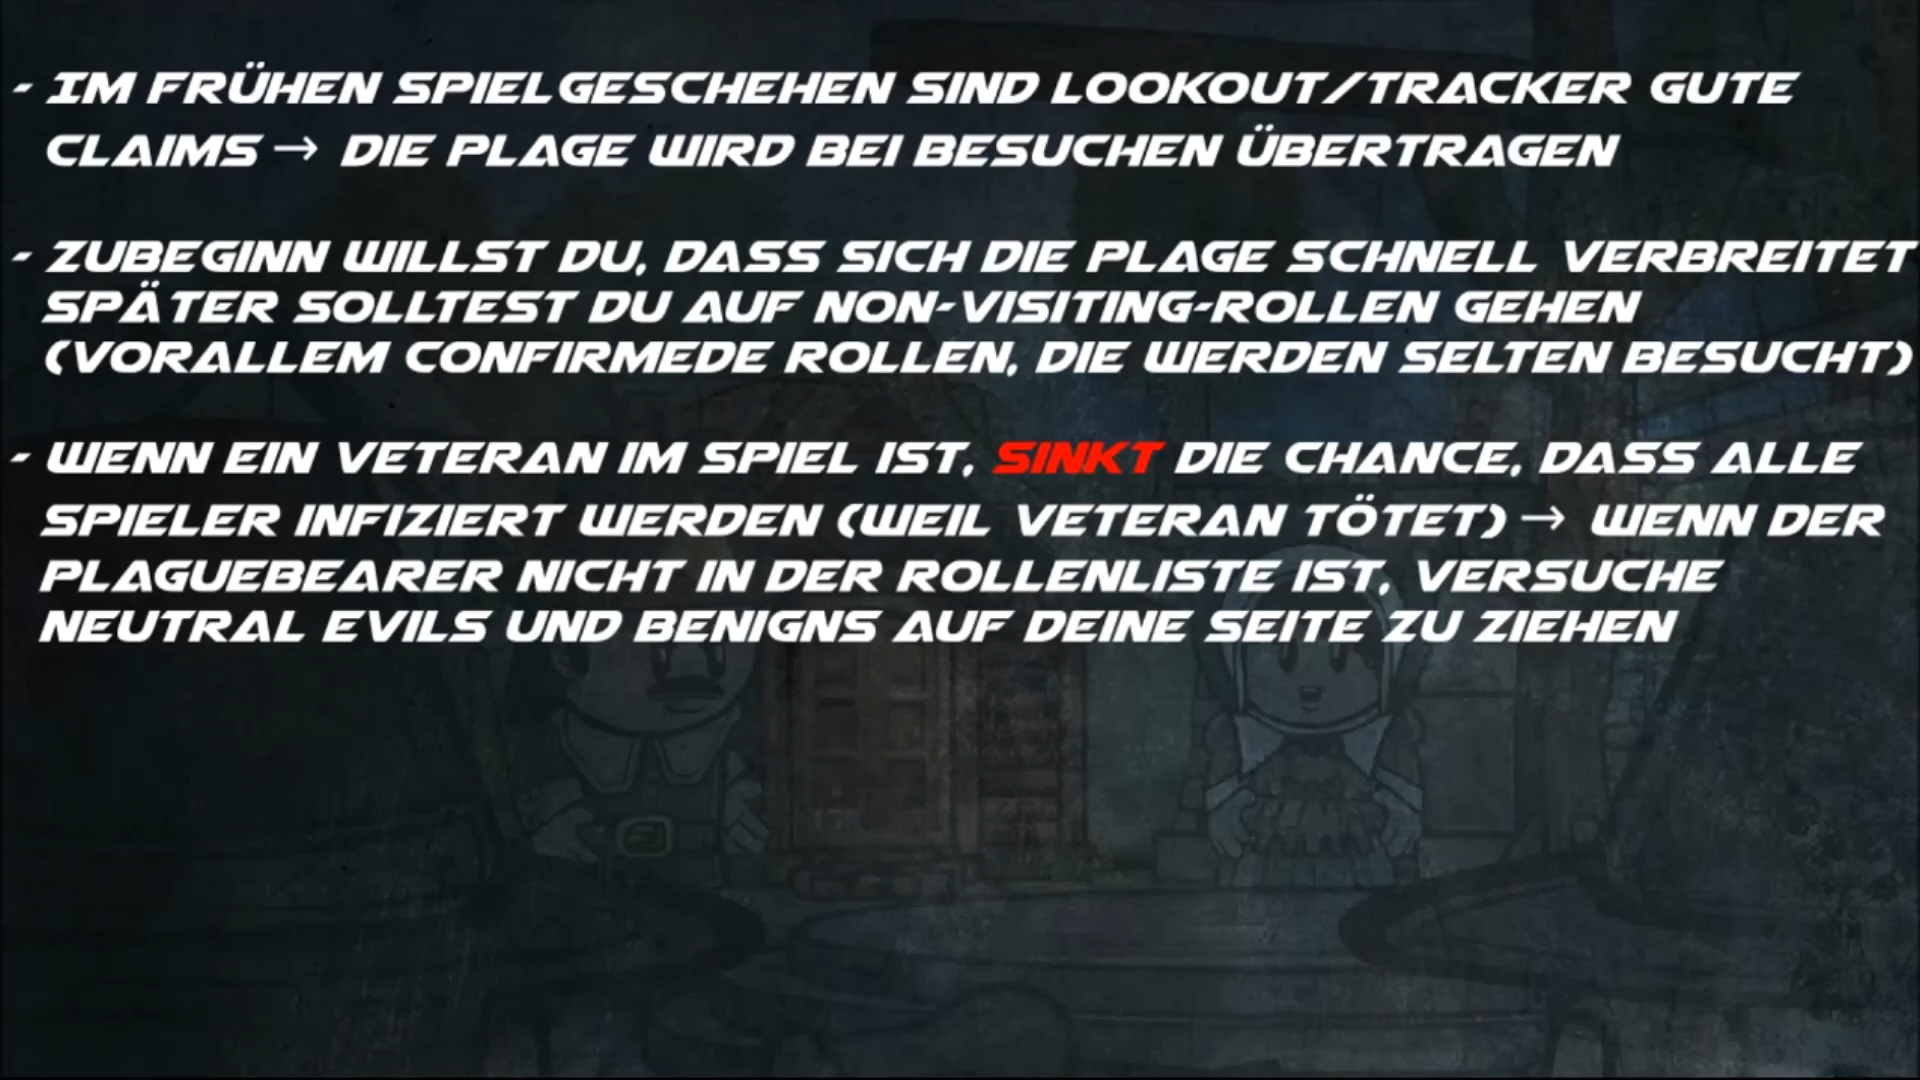 - IM FRÜHEN SPIELGESCHEHEN SIND LOOKOUT/TRACKER GUTE
CLAIMS → DIE PLAGE WIRD BEI BESUCHEN ÜBERTRAGEN
- ZUBEGINN WILLST DU, DASS SICH DIE PLAGE SCHNELL VERBREITET
SPÄTER SOLLTEST DU AUF NON-VISITING-ROLLEN GEHEN
(VORALLEM CONFIRMEDE ROLLEN, DIE WERDEN SELTEN BESUCHT)
- WENN EIN VETERAN IM SPIEL IST, SINKT DIE CHANCE, DASS ALLE
SPIELER INFIZIERT WERDEN (WEIL VETERAN TÖTET) → WENN DER
PLAGUEBEARER NICHT IN DER ROLLENLISTE IST, VERSUCHE
NEUTRAL EVILS UND BENIGNS AUF DEINE SEITE ZU ZIEHEN